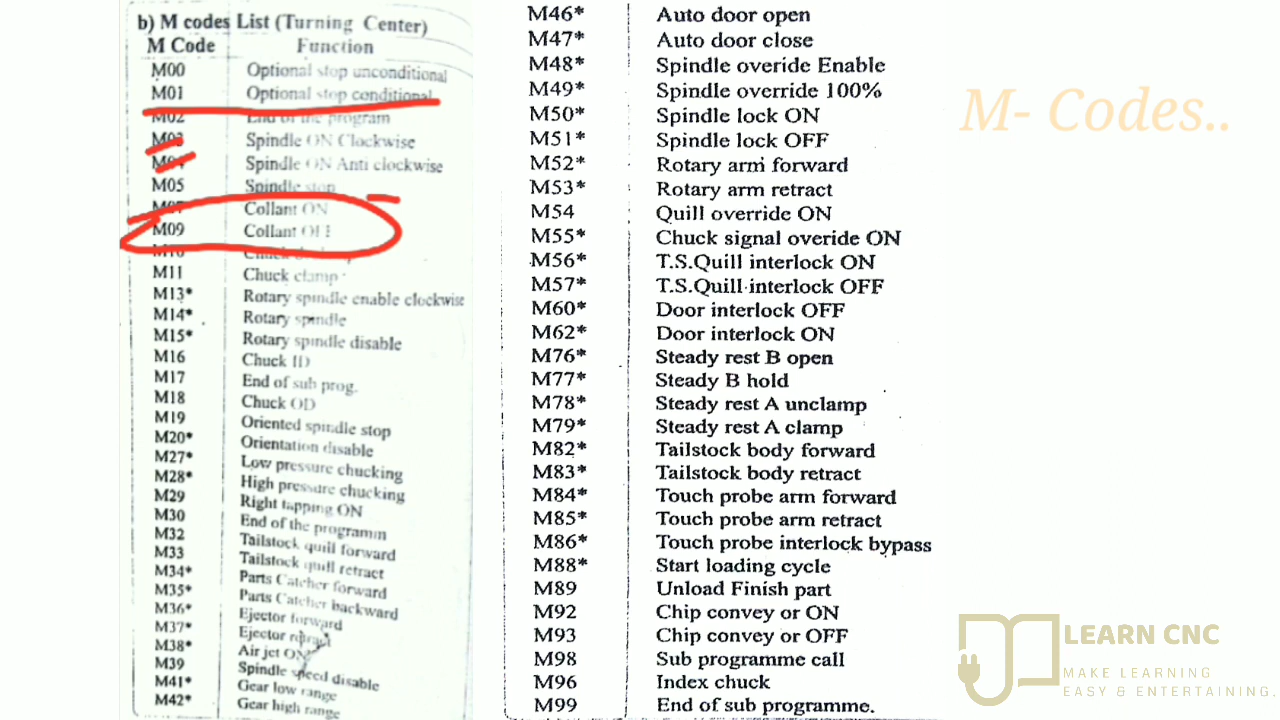 b) M codes List (Turning Center)
M Code Function
M00 Optional stop unconditional
M01 Optional stop conditional
M02 End of the program
M03 Spindle ON Clockwise
M04 Spindle ON Anti clockwise
M05 Spindle stop
M07 Collant ON
M09 Collant OFF
M10 Chuck
M11 Chuck clamp
M13* Rotary spindle enable clockwise
M14* Rotary spindle
M15* Rotary spindle disable
M16 Chuck ID
M17 End of sub prog.
M18 Chuck OD
M19 Oriented spindle stop
M20* Orientation disable
M27* Low pressure chucking
M28* High pressure chucking
M29 Right tapping ON
M30 End of the programm
M32 Tailstock quill forward
M33 Tailstock quill retract
M34* Parts Catcher forward
M35* Parts Catcher backward
M36* Ejector forward
M37* Ejector retract
M38* Air jet ON
M39 Spindle speed disable
M41* Gear low range
M42* Gear high range
M46* Auto door open
M47* Auto door close
M48* Spindle overide Enable
M49* Spindle override 100%
M50* Spindle lock ON
M51* Spindle lock OFF
M52* Rotary arm forward
M53* Rotary arm retract
M54 Quill override ON
M55* Chuck signal overide ON
M56* T.S.Quill interlock ON
M57* T.S.Quill interlock OFF
M60* Door interlock OFF
M62* Door interlock ON
M76* Steady rest B open
M77* Steady B hold
M78* Steady rest A unclamp
M79* Steady rest A clamp
M82* Tailstock body forward
M83* Tailstock body retract
M84* Touch probe arm forward
M85* Touch probe arm retract
M86* Touch probe interlock bypass
M88* Start loading cycle
M89 Unload Finish part
M92 Chip convey or ON
M93 Chip convey or OFF
M98 Sub programme call
M96 Index chuck
M99 End of sub programme.
M- Codes..
LEARN CNC
MAKE LEARNING
EASY & ENTERTAINING.